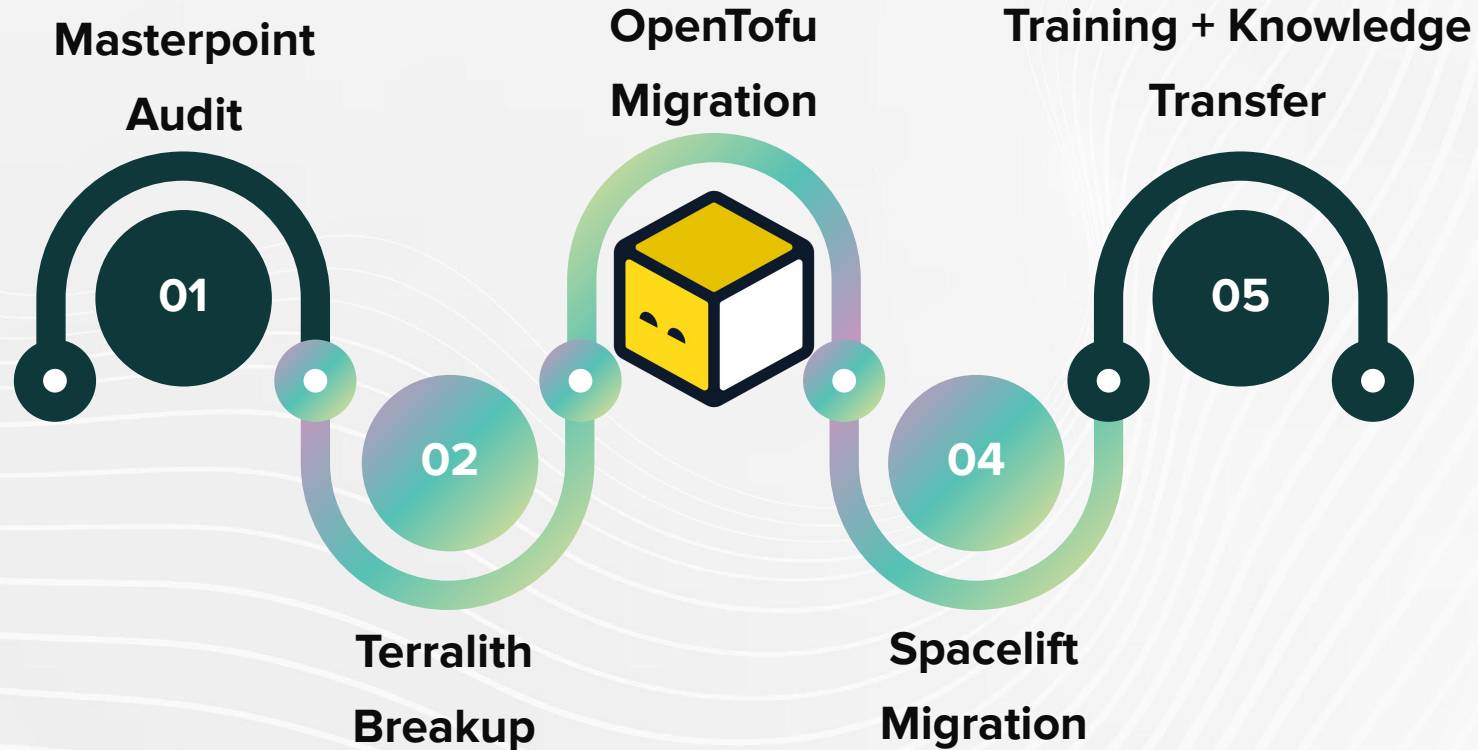 Masterpoint
Audit
01
Terralith
Breakup
02
OpenTofu
Migration
Spacelift
Migration
04
Training + Knowledge
Transfer
05